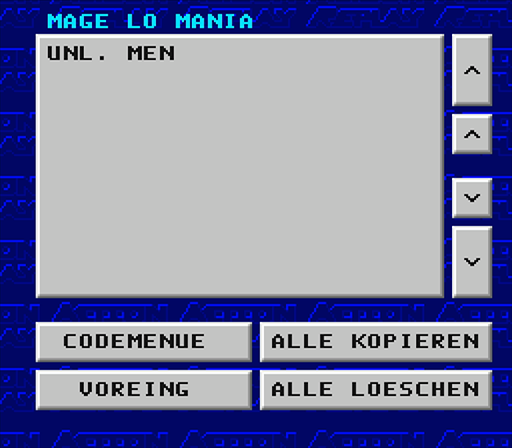 MAGE LO MANIA
UNL. MEN
CODEMENUE
ALLE KOPIEREN
VOREING
ALLE LOESCHEN